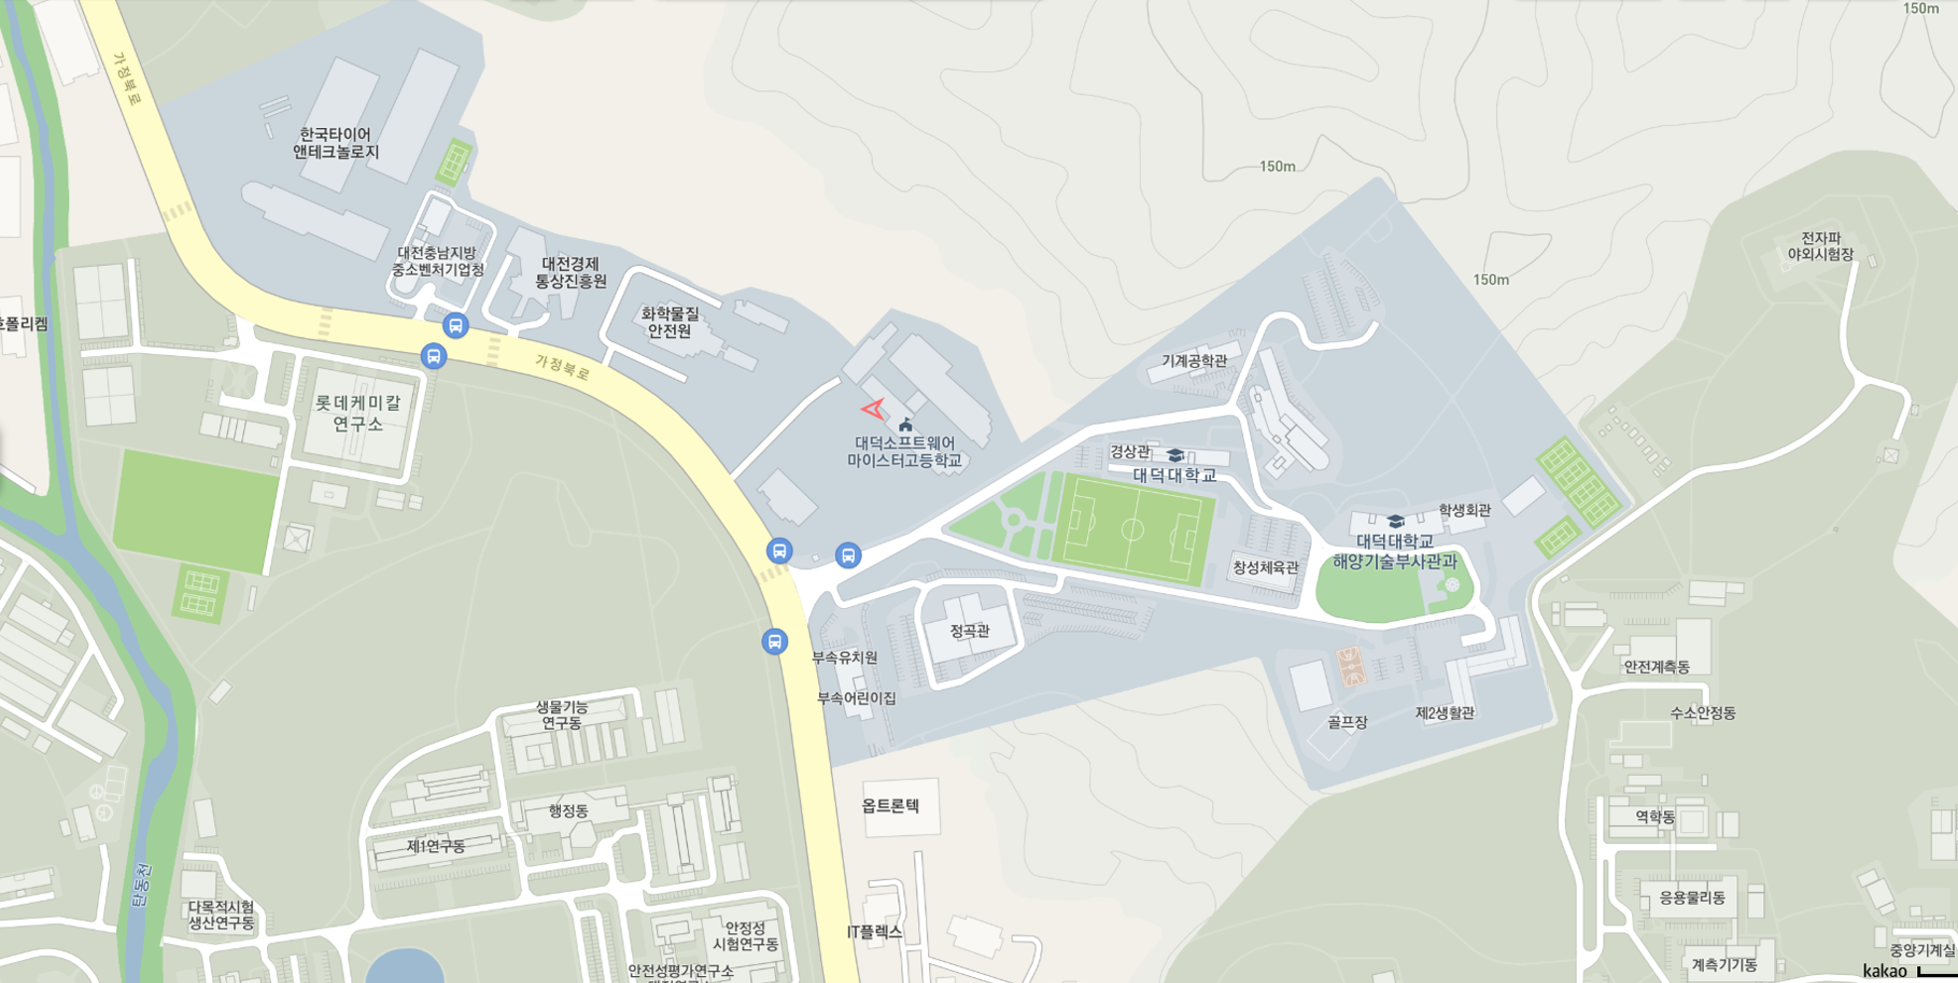 150m
가정북로
한국타이어
앤테크놀로지
150m
전자파
야외시험장
대전충남지방
중소벤처기업청
대전경제
통상진흥원
150m
화학물질
안전원
호폴리켐
가정북로
기계공학관
롯데케미칼
연구소
대덕소프트웨어
마이스터고등학교
경상관
대덕대학교
학생회관
대덕대학교
해양기술부사관과
창성체육관
정곡관
부속유치원
안전계측동
부속어린이집
생물기능
연구동
골프장
제2생활관
수소안정동
옵트론텍
행정동
역학동
제1연구동
탄동천
응용물리동
다목적시험
생산연구동
안정성
시험연구동
IT플렉스
중앙기계실
계측기기동
안전성평가연구소
kakao